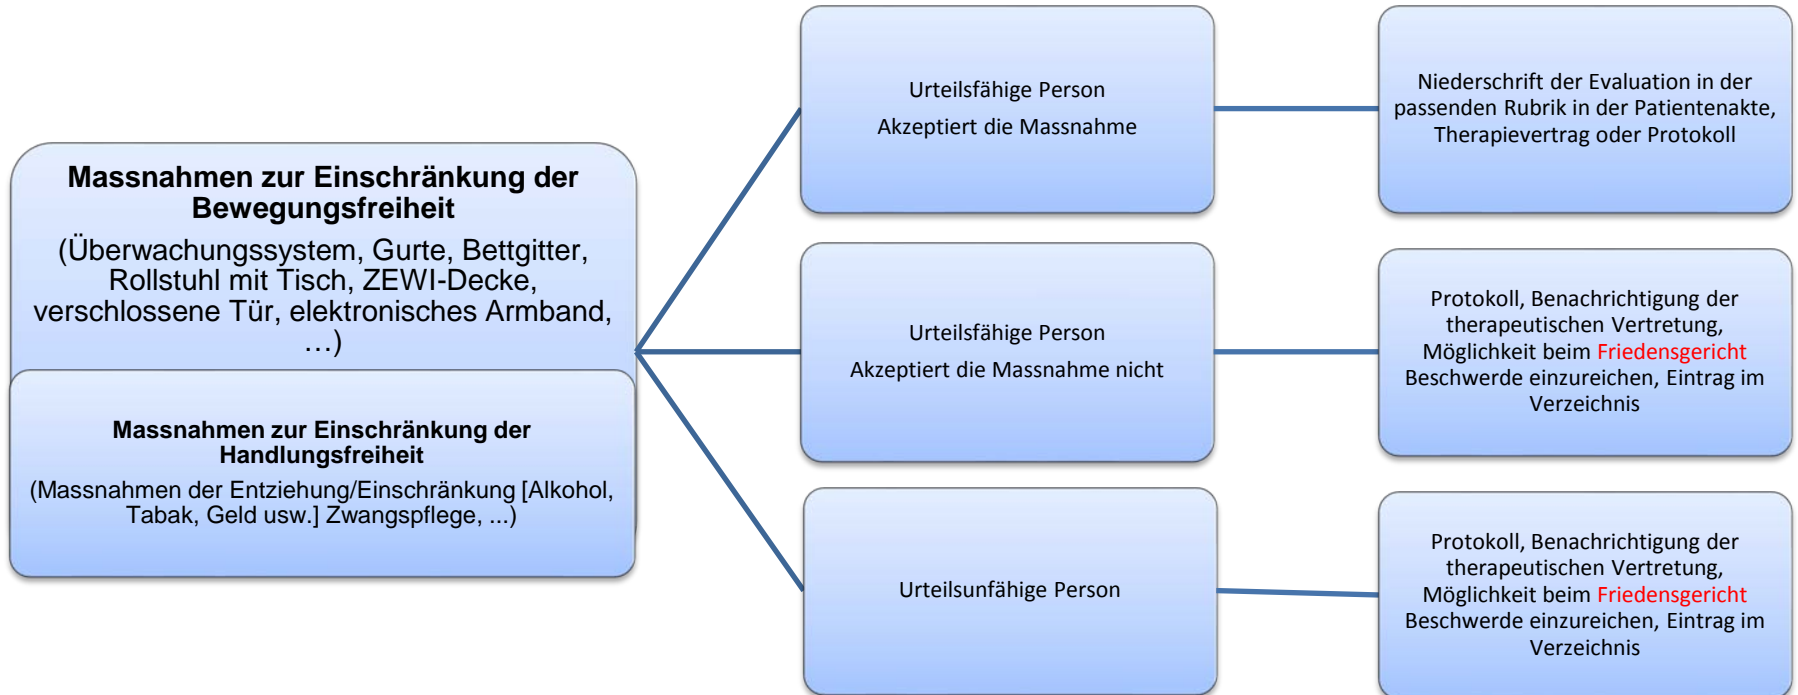 Massnahmen zur Einschränkung der
Bewegungsfreiheit
(Überwachungssystem, Gurte, Bettgitter,
Rollstuhl mit Tisch, ZEWI-Decke,
verschlossene Tür, elektronisches Armband,
…)
Massnahmen zur Einschränkung der
Handlungsfreiheit
(Massnahmen der Entziehung/Einschränkung [Alkohol,
Tabak, Geld usw.] Zwangspflege, ...)
Urteilsfähige Person
Akzeptiert die Massnahme
Niederschrift der Evaluation in der
passenden Rubrik in der Patientenakte,
Therapievertrag oder Protokoll
Urteilsfähige Person
Akzeptiert die Massnahme nicht
Protokoll, Benachrichtigung der
therapeutischen Vertretung,
Möglichkeit beim Friedensgericht
Beschwerde einzureichen, Eintrag im
Verzeichnis
Urteilsunfähige Person
Protokoll, Benachrichtigung der
therapeutischen Vertretung,
Möglichkeit beim Friedensgericht
Beschwerde einzureichen, Eintrag im
Verzeichnis